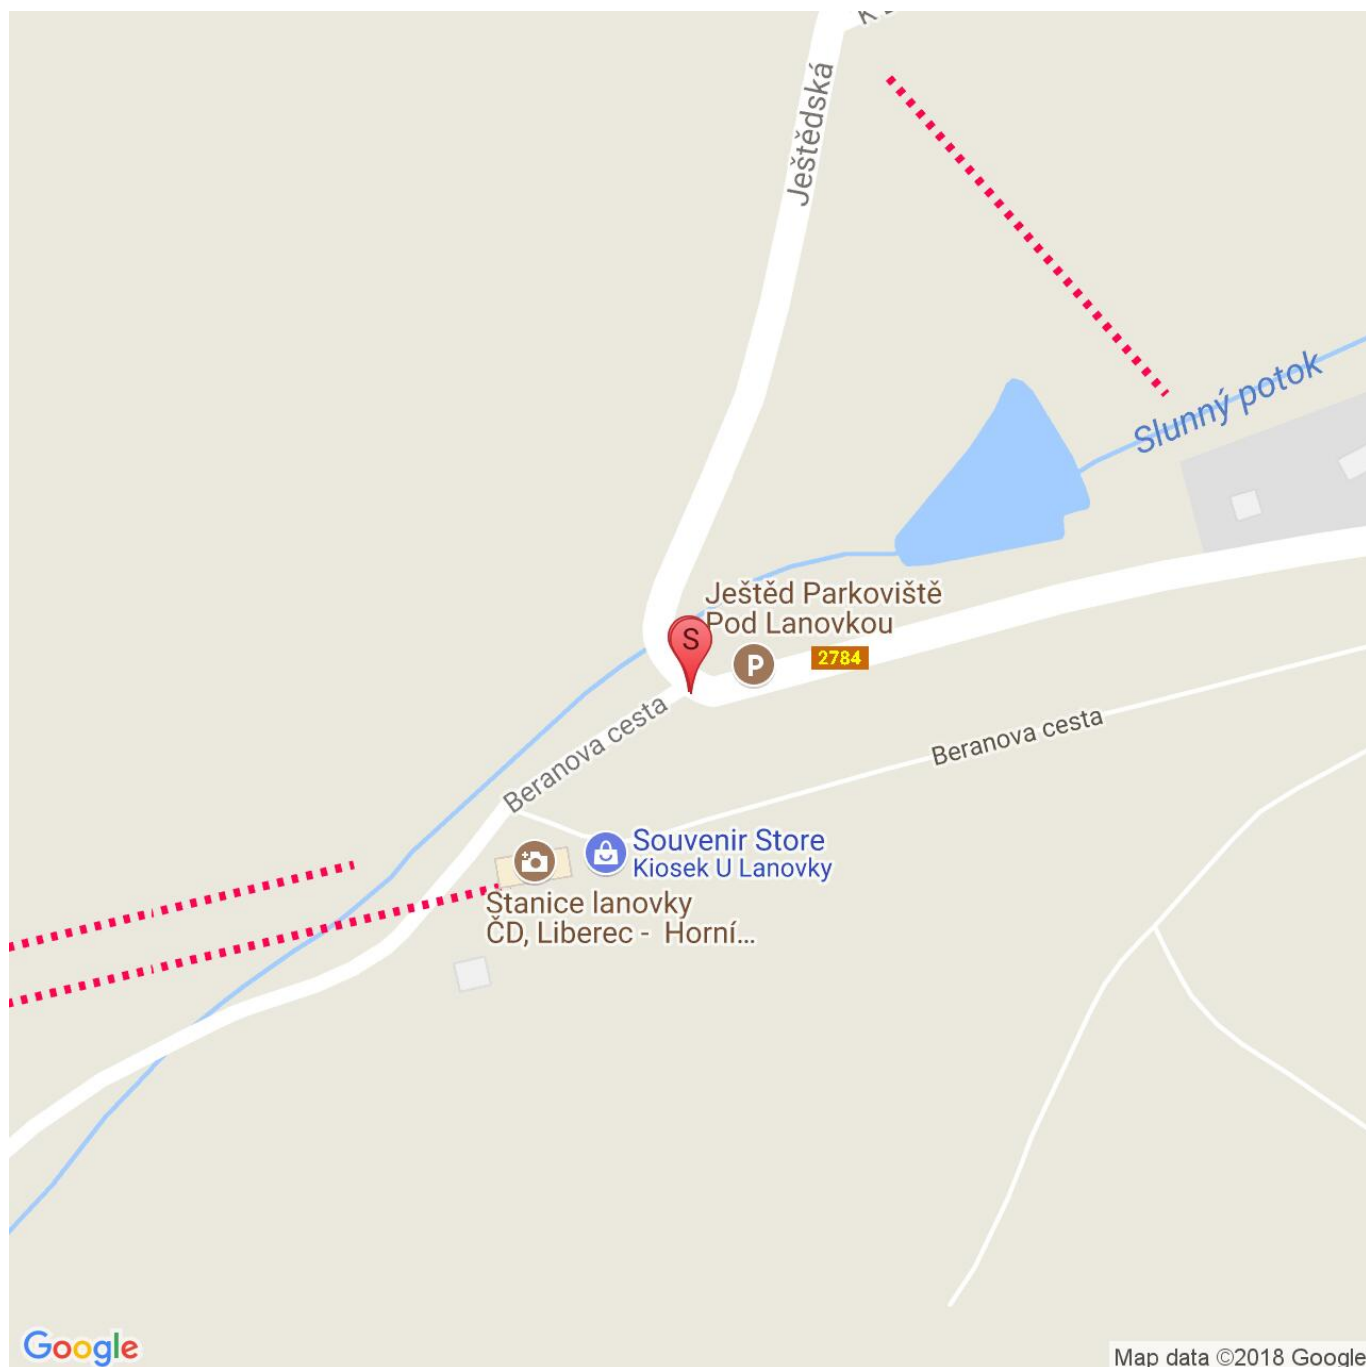 Ještědská
Slunný potok
Ještěd Parkoviště
Pod Lanovkou
S
P
2784
Beranova cesta
Beranova cesta
Souvenir Store
Kiosek U Lanovky
Stanice lanovky
ČD, Liberec - Horní...
Google
Map data ©2018 Google